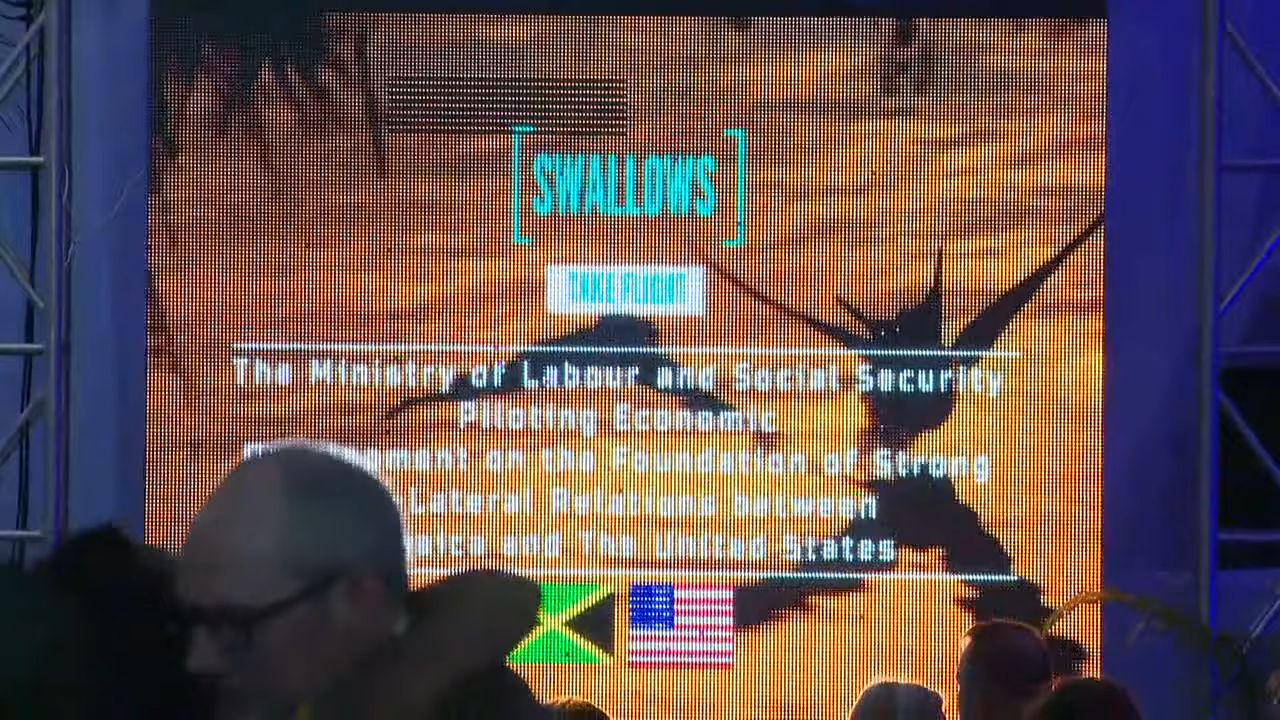 [SWALLOWS]
TAKE FLIGHT
The Ministry of Labour and Social Security
Piloting Economic
on the Foundation of Strong
Lateral Relations between
and The United States